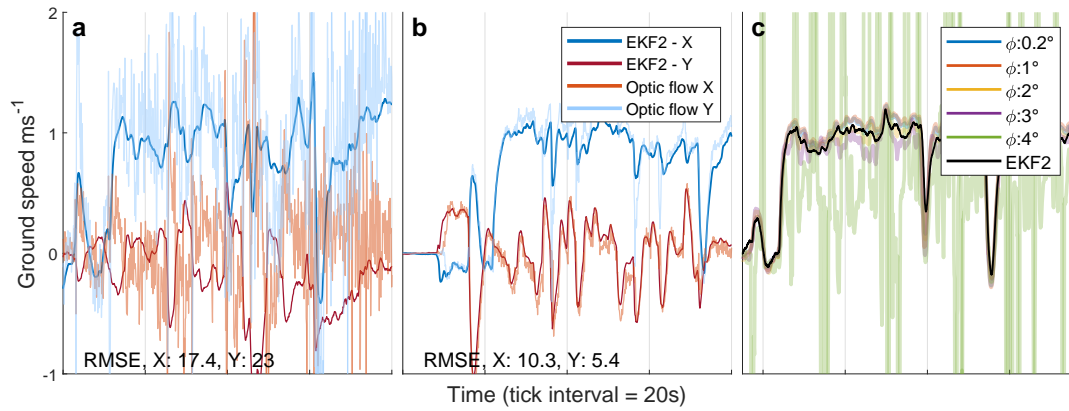 a
b
c
2
1
0
-1
Ground speed ms-1
EKF2 - X
EKF2 - Y
Optic flow X
Optic flow Y
ϕ:0.2°
ϕ:1°
ϕ:2°
ϕ:3°
ϕ:4°
EKF2
RMSE, X: 17.4, Y: 23
RMSE, X: 10.3, Y: 5.4
Time (tick interval = 20s)